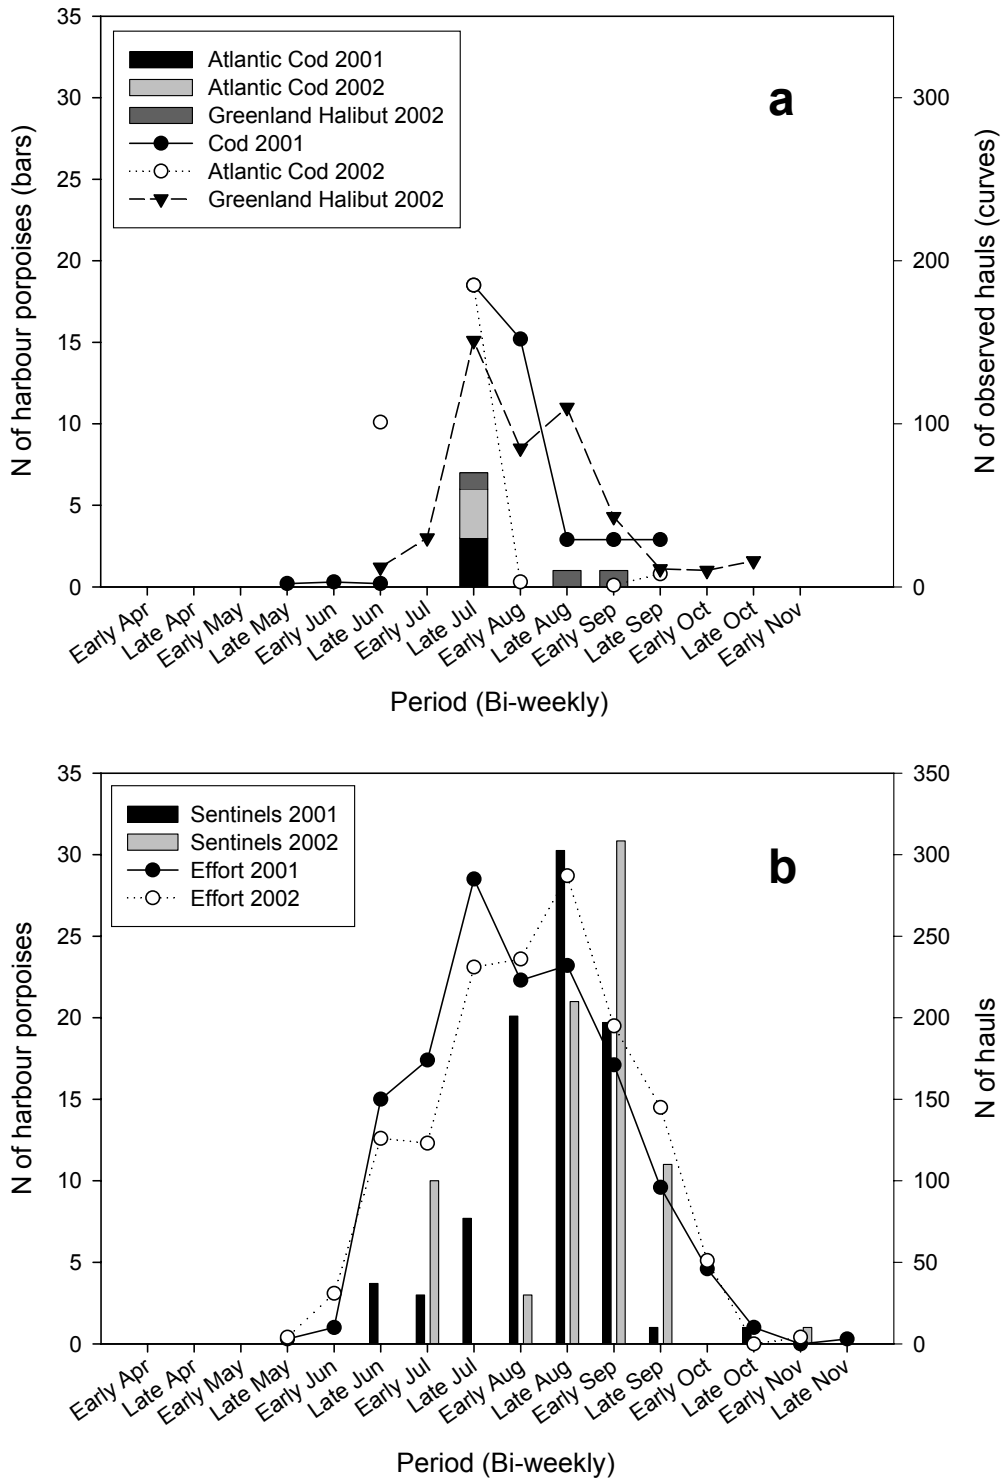 a
Atlantic Cod 2001
Atlantic Cod 2002
Greenland Halibut 2002
Cod 2001
Atlantic Cod 2002
Greenland Halibut 2002
N of harbour porpoises (bars)
35
30
25
20
15
10
5
0
N of observed hauls (curves)
300
200
100
0
Early Apr
Late Apr
Early May
Late May
Early Jun
Late Jun
Early Jul
Late Jul
Early Aug
Late Aug
Early Sep
Late Sep
Early Oct
Late Oct
Early Nov
Period (Bi-weekly)
b
Sentinels 2001
Sentinels 2002
Effort 2001
Effort 2002
N of harbour porpoises
35
30
25
20
15
10
5
0
N of hauls
350
300
250
200
150
100
50
0
Early Apr
Late Apr
Early May
Late May
Early Jun
Late Jun
Early Jul
Late Jul
Early Aug
Late Aug
Early Sep
Late Sep
Early Oct
Late Oct
Early Nov
Late Nov
Period (Bi-weekly)